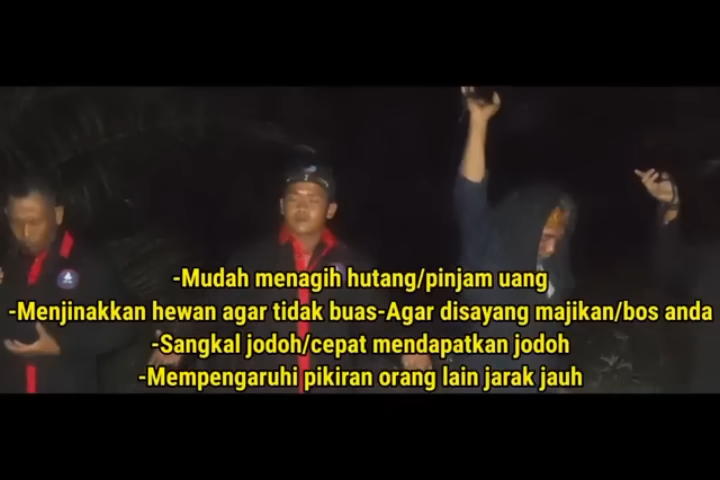 -Mudah menagih hutang/pinjam uang
-Menjinakkan hewan agar tidak buas-Agar disayang majikan/bos anda
-Sangkal jodoh/cepat mendapatkan jodoh
-Mempengaruhi pikiran orang lain jarak jauh